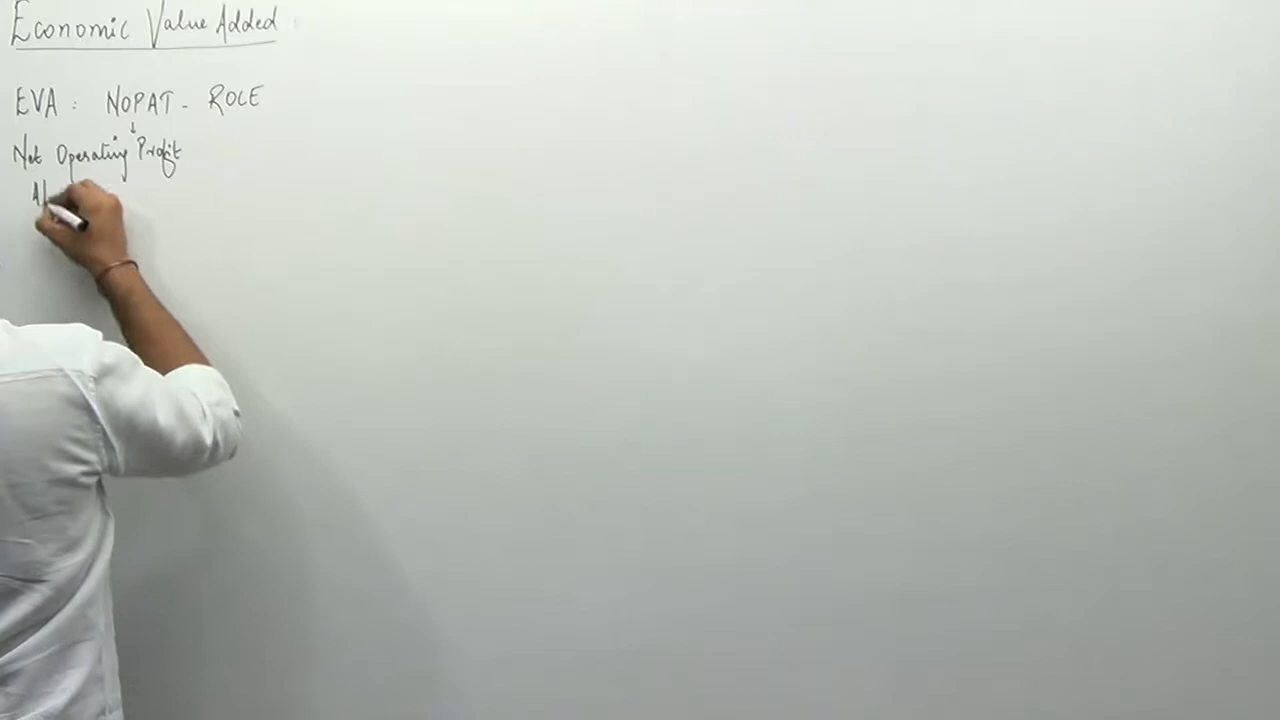 Economic Value Added
EVA : NOPAT - ROCE
↓
Net Operating Profit